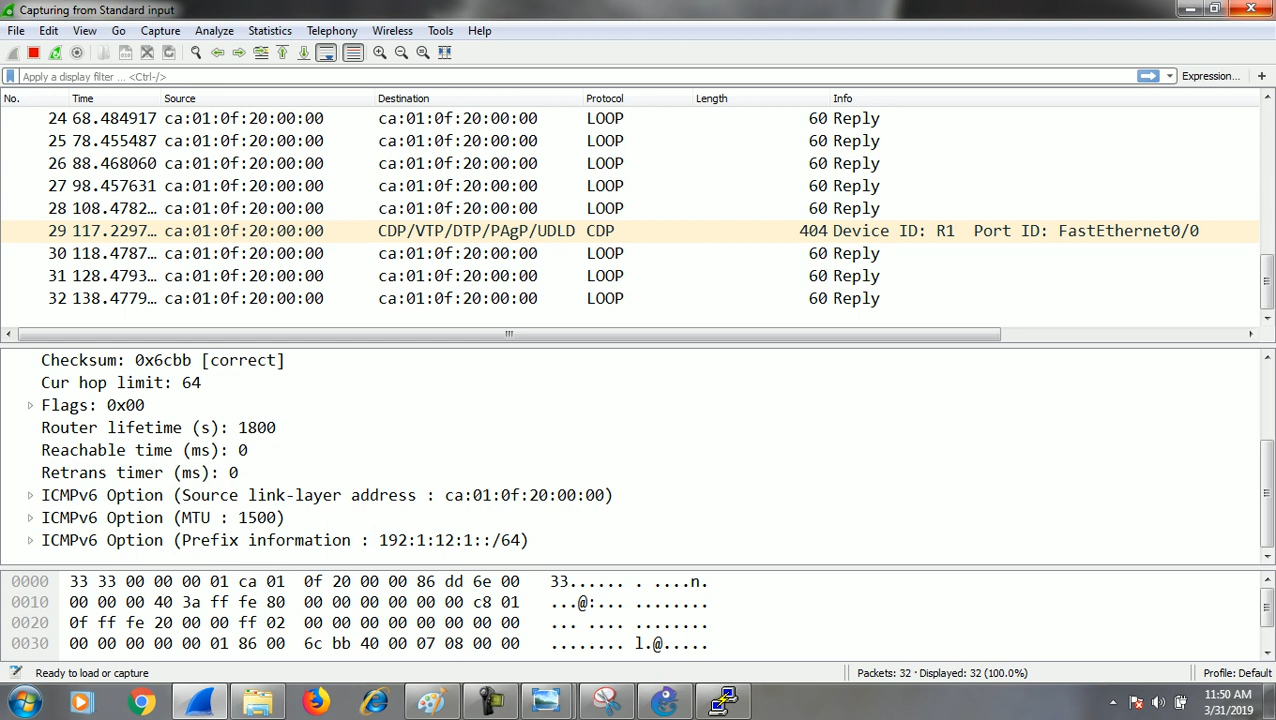 Capturing from Standard input
File Edit View Go Capture Analyze Statistics Telephony Wireless Tools Help
Apply a display filter ... <Ctrl-/> Expression... +
No. Time Source Destination Protocol Length Info
24 68.484917 ca:01:0f:20:00:00 ca:01:0f:20:00:00 LOOP 60 Reply
25 78.455487 ca:01:0f:20:00:00 ca:01:0f:20:00:00 LOOP 60 Reply
26 88.468060 ca:01:0f:20:00:00 ca:01:0f:20:00:00 LOOP 60 Reply
27 98.457631 ca:01:0f:20:00:00 ca:01:0f:20:00:00 LOOP 60 Reply
28 108.4782… ca:01:0f:20:00:00 ca:01:0f:20:00:00 LOOP 60 Reply
29 117.2297… ca:01:0f:20:00:00 CDP/VTP/DTP/PAgP/UDLD CDP 404 Device ID: R1 Port ID: FastEthernet0/0
30 118.4787… ca:01:0f:20:00:00 ca:01:0f:20:00:00 LOOP 60 Reply
31 128.4793… ca:01:0f:20:00:00 ca:01:0f:20:00:00 LOOP 60 Reply
32 138.4779… ca:01:0f:20:00:00 ca:01:0f:20:00:00 LOOP 60 Reply
Checksum: 0x6cbb [correct]
Cur hop limit: 64
Flags: 0x00
Router lifetime (s): 1800
Reachable time (ms): 0
Retrans timer (ms): 0
ICMPv6 Option (Source link-layer address : ca:01:0f:20:00:00)
ICMPv6 Option (MTU : 1500)
ICMPv6 Option (Prefix information : 192:1:12:1::/64)
0000 33 33 00 00 00 01 ca 01 0f 20 00 00 86 dd 6e 00 33...... . ....n.
0010 00 00 00 40 3a ff fe 80 00 00 00 00 00 00 c8 01 ...@:... ........
0020 0f ff fe 20 00 00 ff 02 00 00 00 00 00 00 00 00 ... .... ........
0030 00 00 00 00 00 01 86 00 6c bb 40 00 07 08 00 00 ........ l.@.....
Ready to load or capture Packets: 32 · Displayed: 32 (100.0%) Profile: Default
11:50 AM
3/31/2019